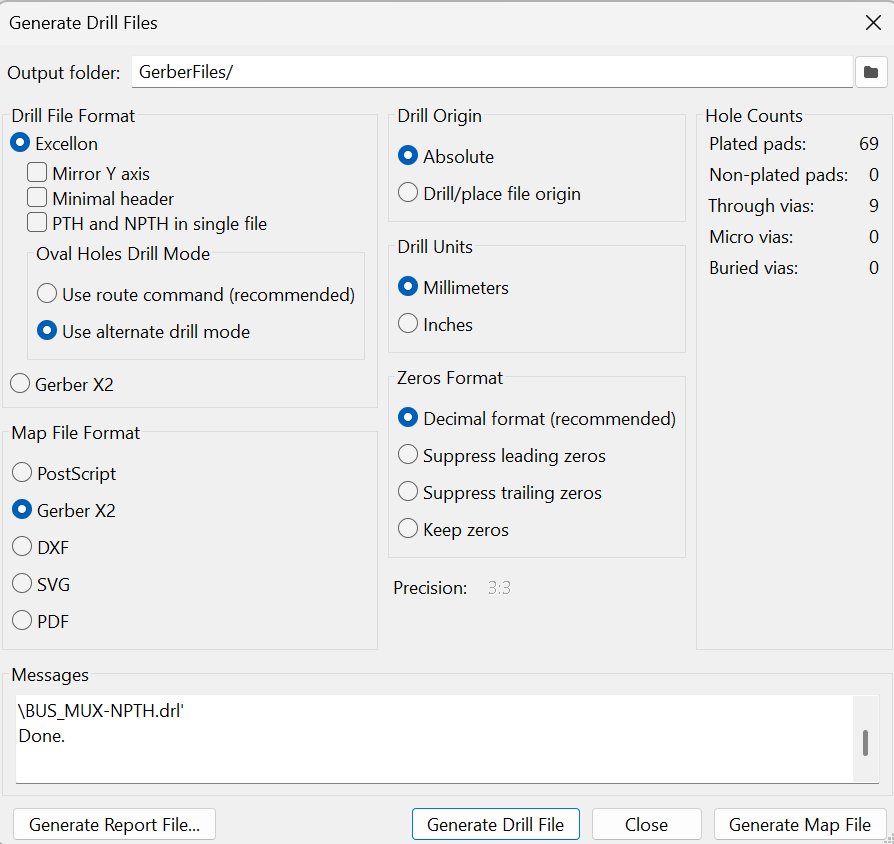 Generate Drill Files
Output folder: GerberFiles/
Drill File Format
Excellon
Mirror Y axis
Minimal header
PTH and NPTH in single file
Oval Holes Drill Mode
Use route command (recommended)
Use alternate drill mode
Gerber X2
Map File Format
PostScript
Gerber X2
DXF
SVG
PDF
Drill Origin
Absolute
Drill/place file origin
Drill Units
Millimeters
Inches
Zeros Format
Decimal format (recommended)
Suppress leading zeros
Suppress trailing zeros
Keep zeros
Precision: 3:3
Hole Counts
Plated pads: 69
Non-plated pads: 0
Through vias: 9
Micro vias: 0
Buried vias: 0
Messages
\BUS_MUX-NPTH.drl'
Done.
Generate Report File... Generate Drill File Close Generate Map File